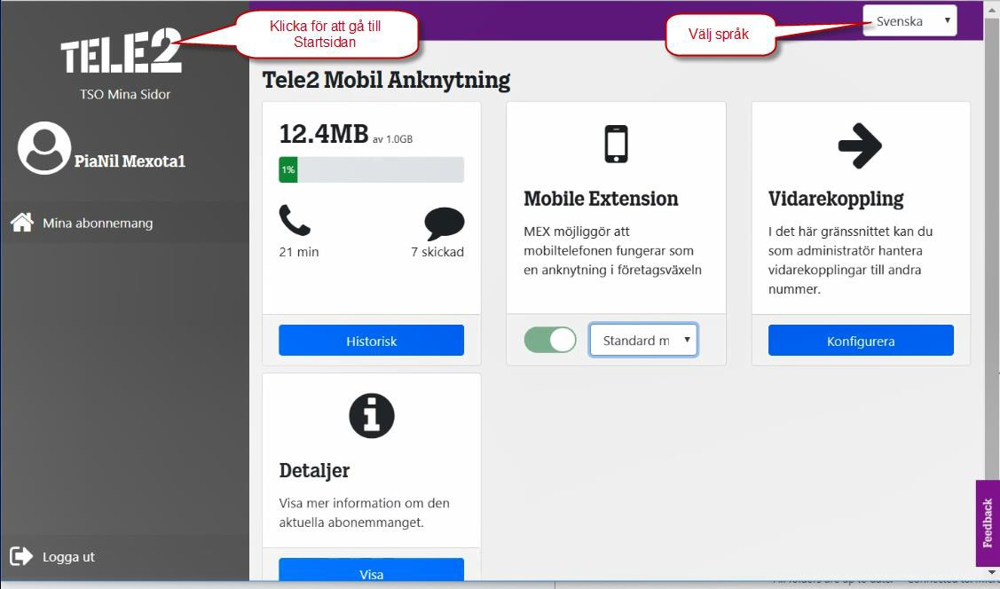 TELE2
TSO Mina Sidor
PiaNil Mexota1
Mina abonnemang
Logga ut
Klicka för att gå till
Startsidan
Välj språk
Svenska
Tele2 Mobil Anknytning
12.4MB av 1.0GB
1%
21 min
7 skickad
Historisk
Mobile Extension
MEX möjliggör att
mobiltelefonen fungerar som
en anknytning i företagsväxeln
Standard m
Vidarekoppling
I det här gränssnittet kan du
som administratör hantera
vidarekopplingar till andra
nummer.
Konfigurera
Detaljer
Visa mer information om den
aktuella abonemmanget.
Visa
Feedback